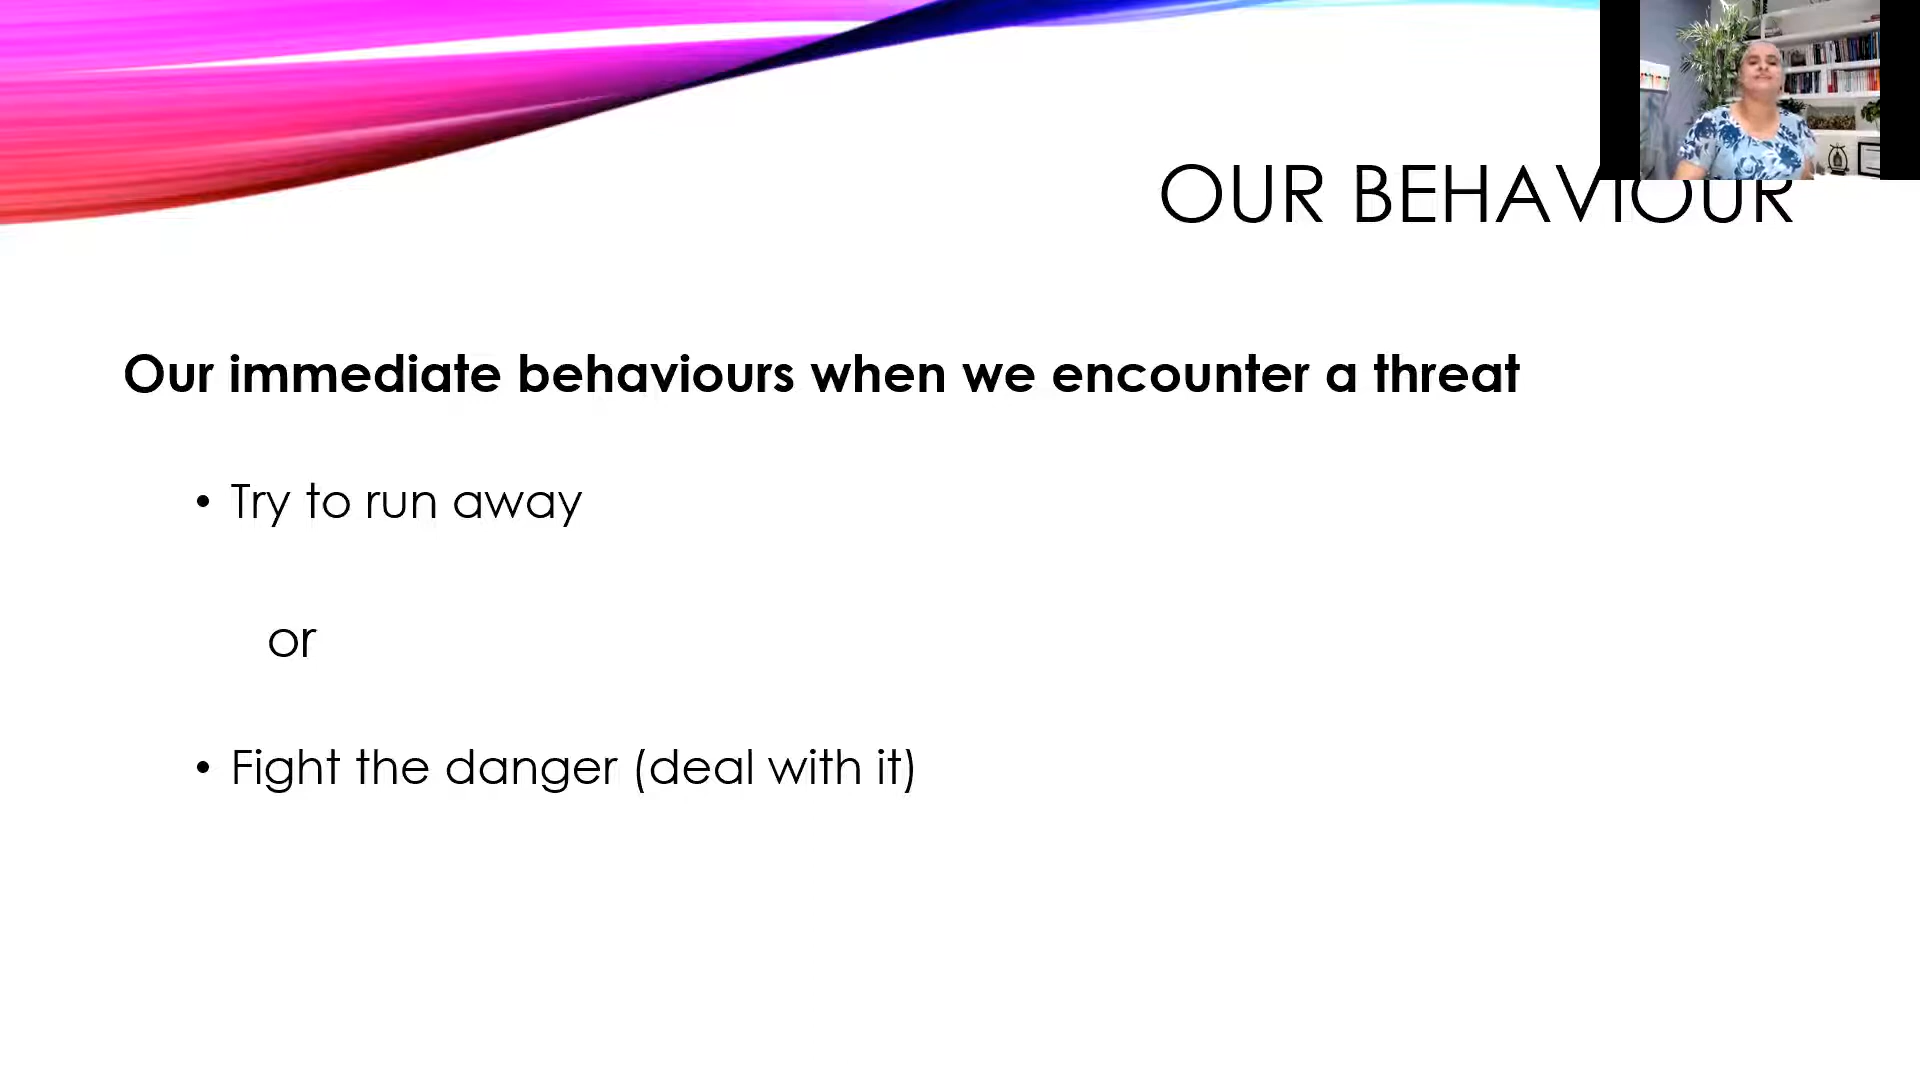 OUR BEHAVIOUR
Our immediate behaviours when we encounter a threat
• Try to run away
or
• Fight the danger (deal with it)